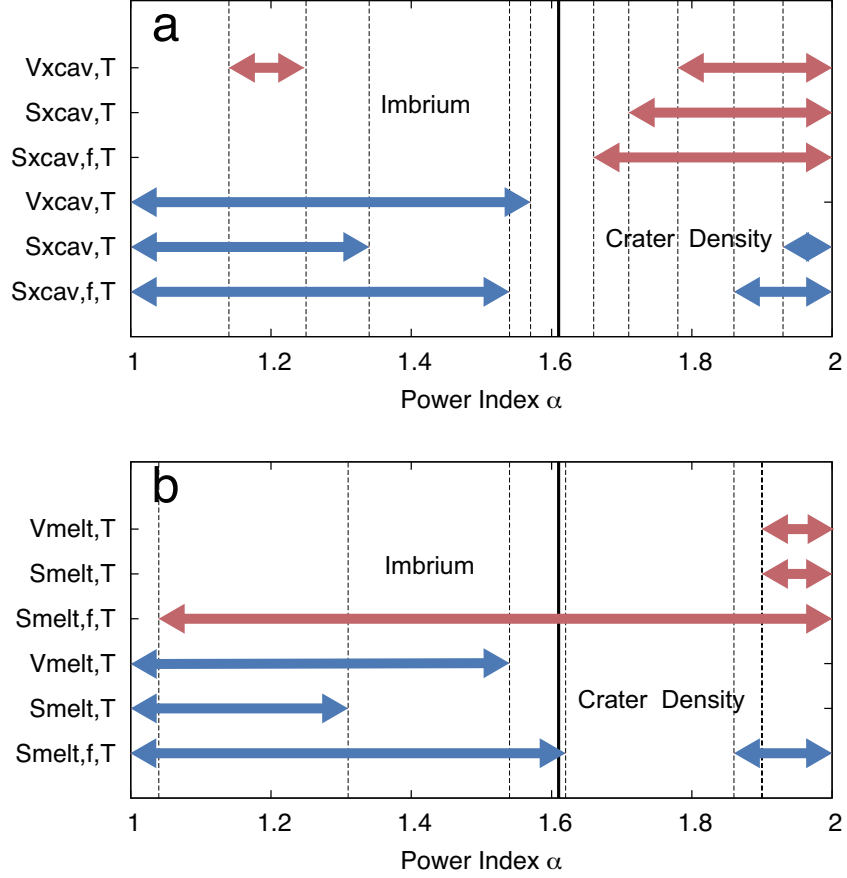 a
Vxcav,T
Imbrium
Sxcav,T
Sxcav,f,T
Vxcav,T
Crater Density
Sxcav,T
Sxcav,f,T
1 1.2 1.4 1.6 1.8 2
Power Index α
b
Vmelt,T
Imbrium
Smelt,T
Smelt,f,T
Vmelt,T
Crater Density
Smelt,T
Smelt,f,T
1 1.2 1.4 1.6 1.8 2
Power Index α